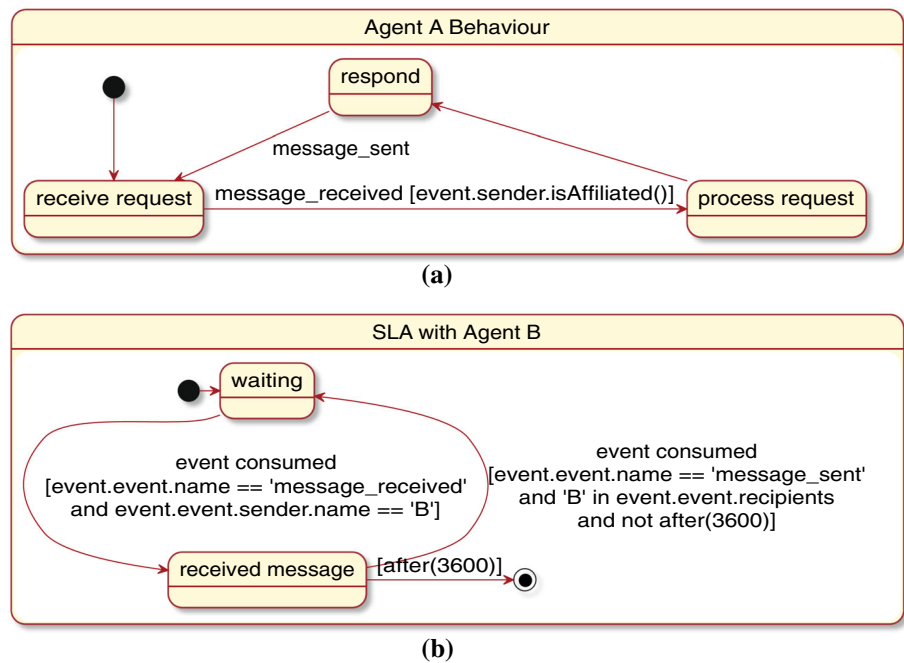 Agent A Behaviour
respond
message_sent
receive request
message_received [event.sender.isAffiliated()]
process request
(a)
SLA with Agent B
waiting
event consumed
[event.event.name == 'message_received'
and event.event.sender.name == 'B']
event consumed
[event.event.name == 'message_sent'
and 'B' in event.event.recipients
and not after(3600)]
received message
[after(3600)]
(b)